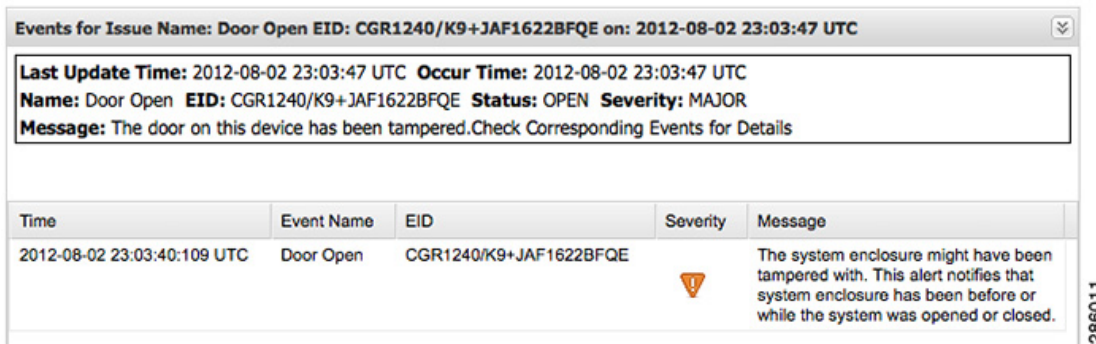 Events for Issue Name: Door Open EID: CGR1240/K9+JAF1622BFQE on: 2012-08-02 23:03:47 UTC
Last Update Time: 2012-08-02 23:03:47 UTC Occur Time: 2012-08-02 23:03:47 UTC
Name: Door Open EID: CGR1240/K9+JAF1622BFQE Status: OPEN Severity: MAJOR
Message: The door on this device has been tampered.Check Corresponding Events for Details
Time Event Name EID Severity Message
2012-08-02 23:03:40:109 UTC Door Open CGR1240/K9+JAF1622BFQE The system enclosure might have been
tampered with. This alert notifies that
system enclosure has been before or
while the system was opened or closed.
286011